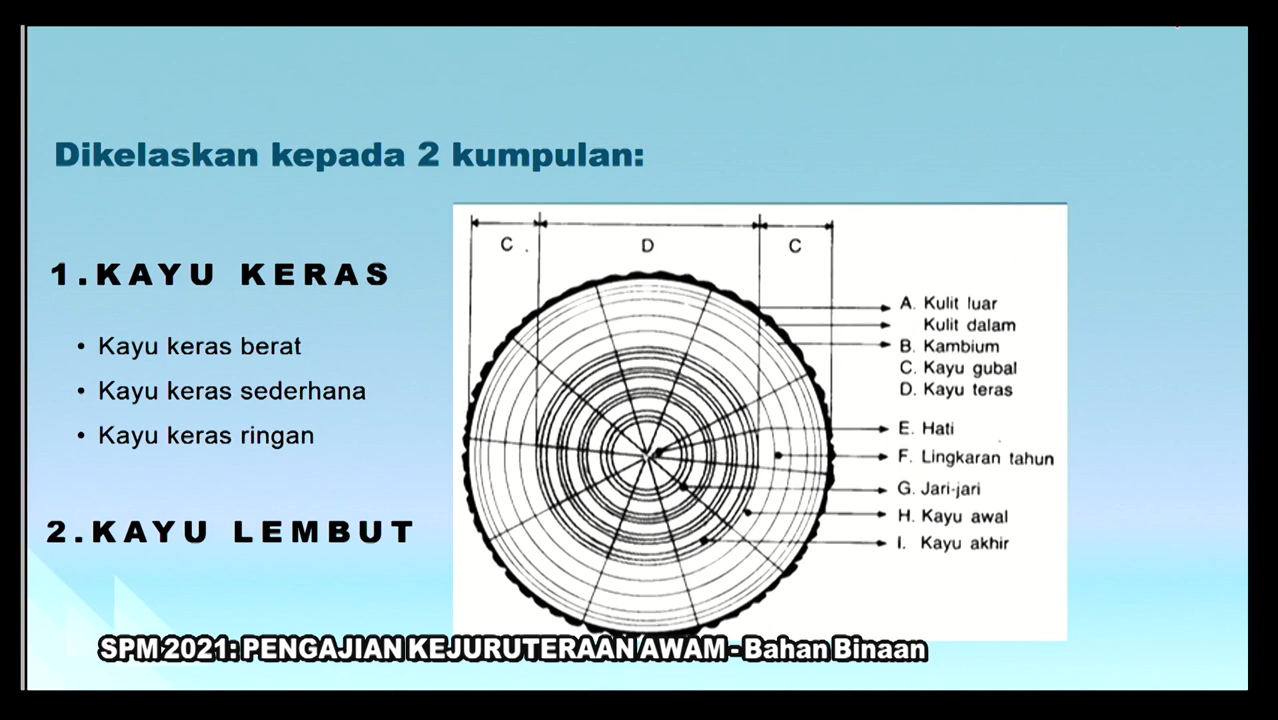 Dikelaskan kepada 2 kumpulan:
1.KAYU KERAS
• Kayu keras berat
• Kayu keras sederhana
• Kayu keras ringan
2.KAYU LEMBUT
C D C
A. Kulit luar
Kulit dalam
B. Kambium
C. Kayu gubal
D. Kayu teras
E. Hati
F. Lingkaran tahun
G. Jari-jari
H. Kayu awal
I. Kayu akhir
SPM 2021: PENGAJIAN KEJURUTERAAN AWAM - Bahan Binaan